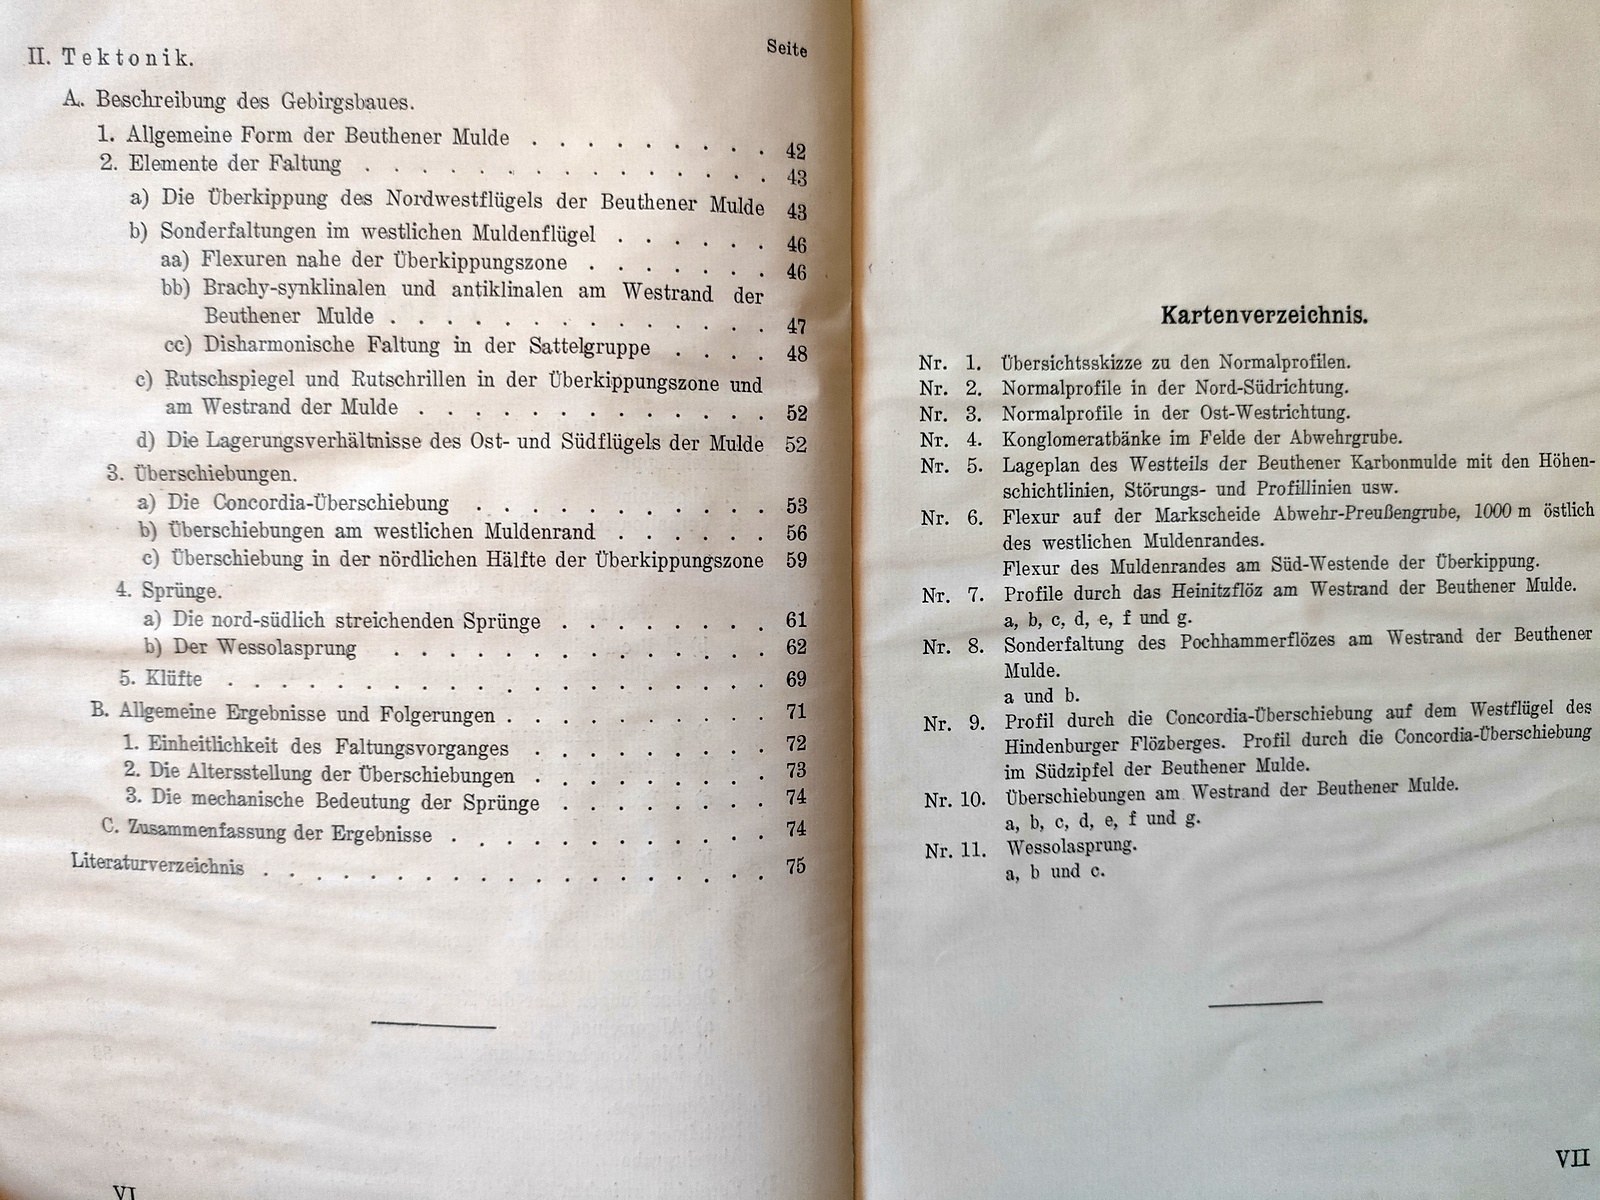 Seite
II. Tektonik.
A. Beschreibung des Gebirgsbaues.
1. Allgemeine Form der Beuthener Mulde . . . . . . . . . 42
2. Elemente der Faltung . . . . . . . . . . . . . . 43
a) Die Überkippung des Nordwestflügels der Beuthener Mulde 43
b) Sonderfaltungen im westlichen Muldenflügel . . . . . . 46
aa) Flexuren nahe der Überkippungszone . . . . . . . 46
bb) Brachy-synklinalen und antiklinalen am Westrand der
Beuthener Mulde . . . . . . . . . . . . . . 47
cc) Disharmonische Faltung in der Sattelgruppe . . . . 48
c) Rutschspiegel und Rutschrillen in der Überkippungszone und
am Westrand der Mulde . . . . . . . . . . . . . 52
d) Die Lagerungsverhältnisse des Ost- und Südflügels der Mulde 52
3. Überschiebungen.
a) Die Concordia-Überschiebung . . . . . . . . . . . 53
b) Überschiebungen am westlichen Muldenrand . . . . . . 56
c) Überschiebung in der nördlichen Hälfte der Überkippungszone 59
4. Sprünge.
a) Die nord-südlich streichenden Sprünge . . . . . . . . 61
b) Der Wessolasprung . . . . . . . . . . . . . . 62
5. Klüfte . . . . . . . . . . . . . . . . . . . . 69
B. Allgemeine Ergebnisse und Folgerungen . . . . . . . . . . 71
1. Einheitlichkeit des Faltungsvorganges . . . . . . . . . 72
2. Die Altersstellung der Überschiebungen . . . . . . . . . 73
3. Die mechanische Bedeutung der Sprünge . . . . . . . . 74
C. Zusammenfassung der Ergebnisse . . . . . . . . . . . . 74
Literaturverzeichnis . . . . . . . . . . . . . . . . . . . 75
VI
Kartenverzeichnis.
Nr. 1. Übersichtsskizze zu den Normalprofilen.
Nr. 2. Normalprofile in der Nord-Südrichtung.
Nr. 3. Normalprofile in der Ost-Westrichtung.
Nr. 4. Konglomeratbänke im Felde der Abwehrgrube.
Nr. 5. Lageplan des Westteils der Beuthener Karbonmulde mit den Höhen-
schichtlinien, Störungs- und Profillinien usw.
Nr. 6. Flexur auf der Markscheide Abwehr-Preußengrube, 1000 m östlich
des westlichen Muldenrandes.
Flexur des Muldenrandes am Süd-Westende der Überkippung.
Nr. 7. Profile durch das Heinitzflöz am Westrand der Beuthener Mulde.
a, b, c, d, e, f und g.
Nr. 8. Sonderfaltung des Pochhammerflözes am Westrand der Beuthener
Mulde.
a und b.
Nr. 9. Profil durch die Concordia-Überschiebung auf dem Westflügel des
Hindenburger Flözberges. Profil durch die Concordia-Überschiebung
im Südzipfel der Beuthener Mulde.
Nr. 10. Überschiebungen am Westrand der Beuthener Mulde.
a, b, c, d, e, f und g.
Nr. 11. Wessolasprung.
a, b und c.
VII